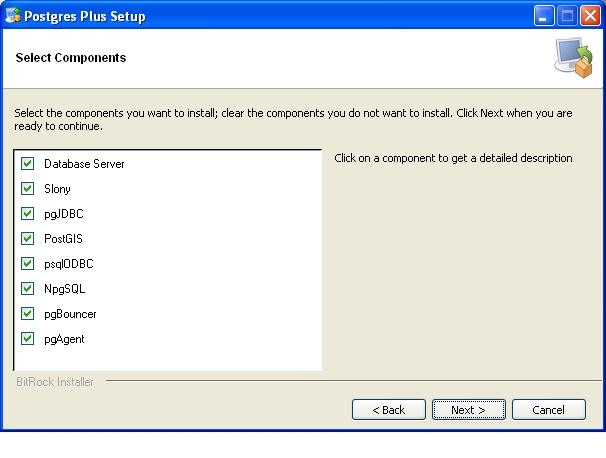 Postgres Plus Setup
Select Components
Select the components you want to install; clear the components you do not want to install. Click Next when you are
ready to continue.
Database Server
Slony
pgJDBC
PostGIS
psqlODBC
NpgSQL
pgBouncer
pgAgent
Click on a component to get a detailed description
BitRock Installer
< Back
Next >
Cancel